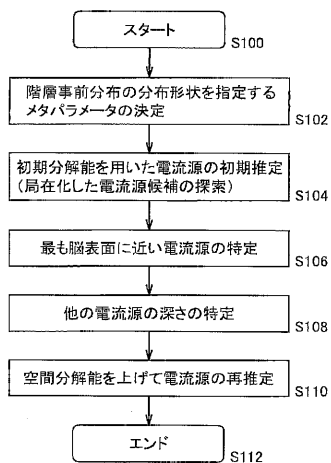 スタート
S100
階層事前分布の分布形状を指定する
メタパラメータの決定
S102
初期分解能を用いた電流源の初期推定
(局在化した電流源候補の探索)
S104
最も脳表面に近い電流源の特定
S106
他の電流源の深さの特定
S108
空間分解能を上げて電流源の再推定
S110
エンド
S112